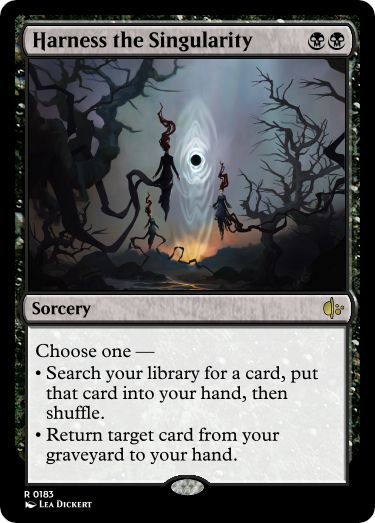 Harness the Singularity
Sorcery
Choose one —
• Search your library for a card, put
that card into your hand, then
shuffle.
• Return target card from your
graveyard to your hand.
R 0183
Lea Dickert